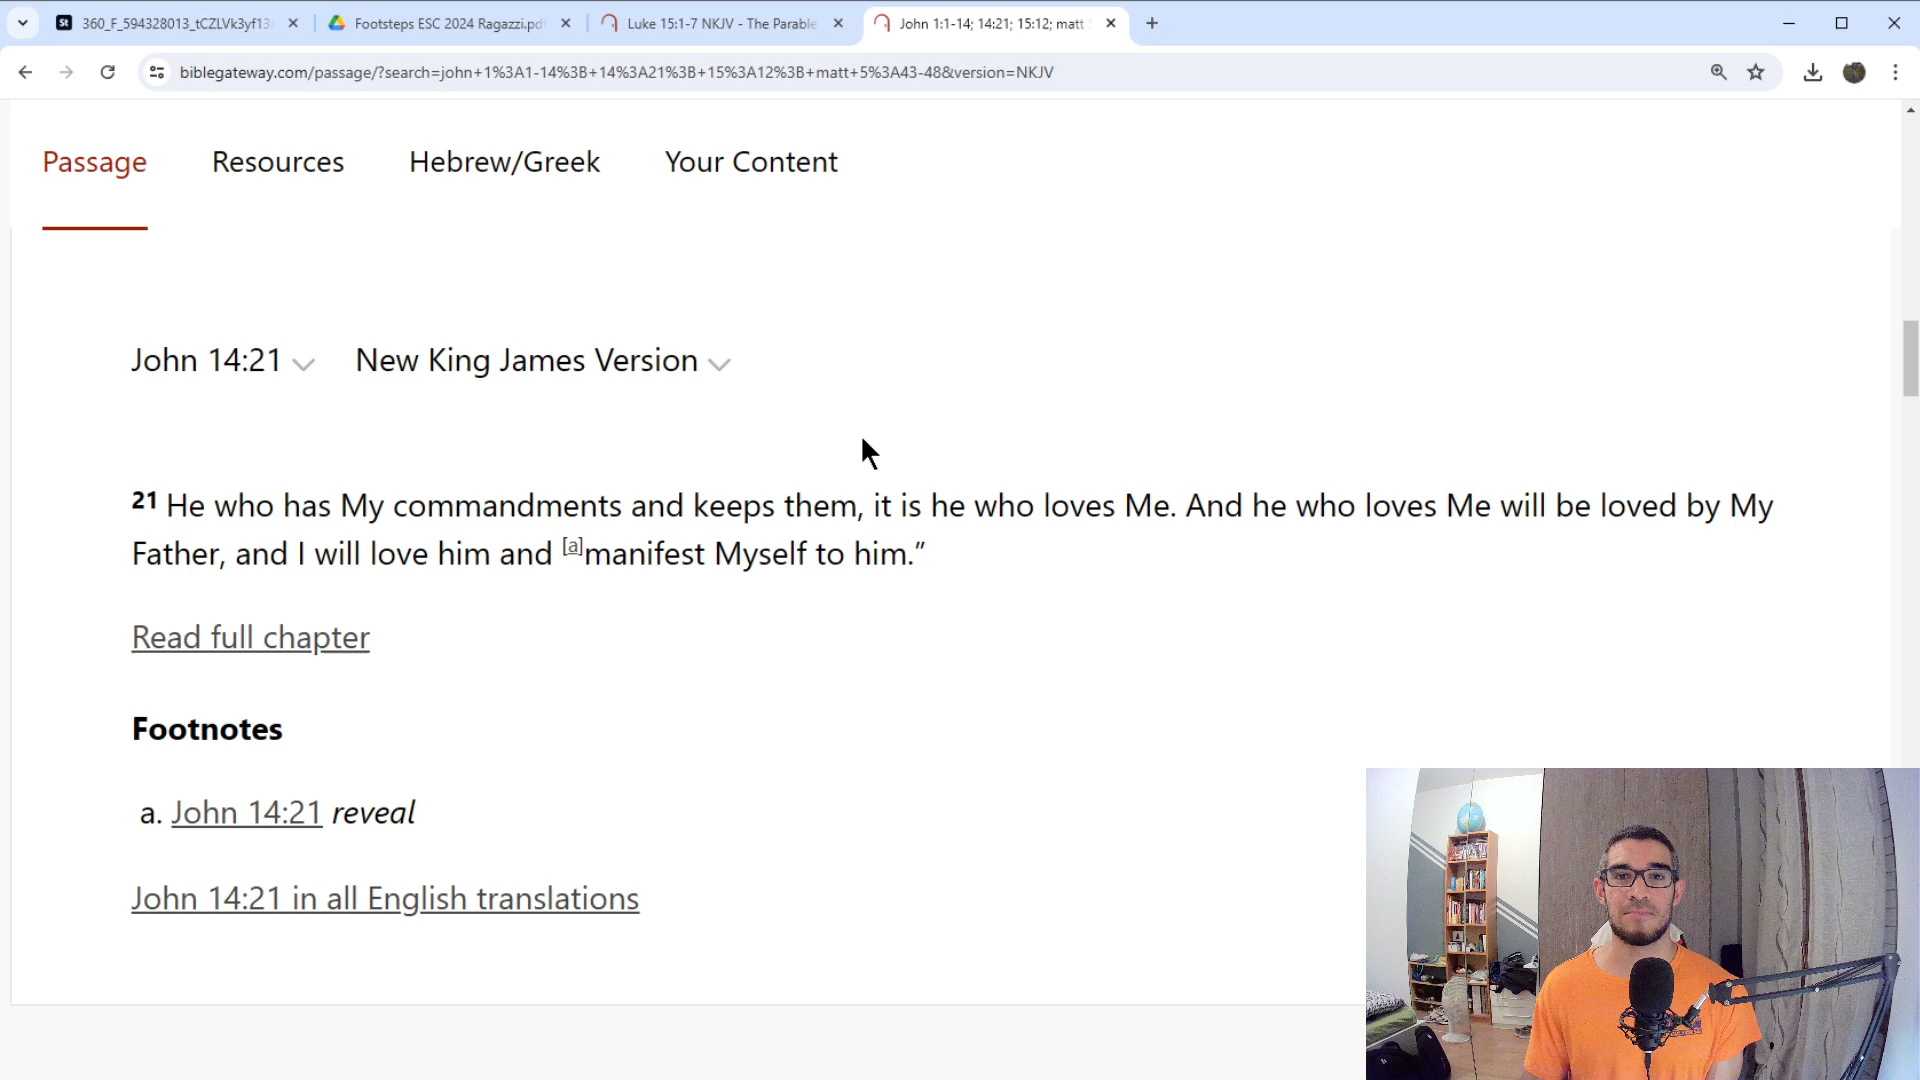 360_F_594328013_tCZLVk3yf13
Footsteps ESC 2024 Ragazzi.pd
Luke 15:1-7 NKJV - The Parable
John 1:1-14; 14:21; 15:12; matt
biblegateway.com/passage/?search=john+1%3A1-14%3B+14%3A21%3B+15%3A12%3B+matt+5%3A43-48&version=NKJV
Passage Resources Hebrew/Greek Your Content
John 14:21 New King James Version
21 He who has My commandments and keeps them, it is he who loves Me. And he who loves Me will be loved by My
Father, and I will love him and [a]manifest Myself to him.”
Read full chapter
Footnotes
a. John 14:21 reveal
John 14:21 in all English translations